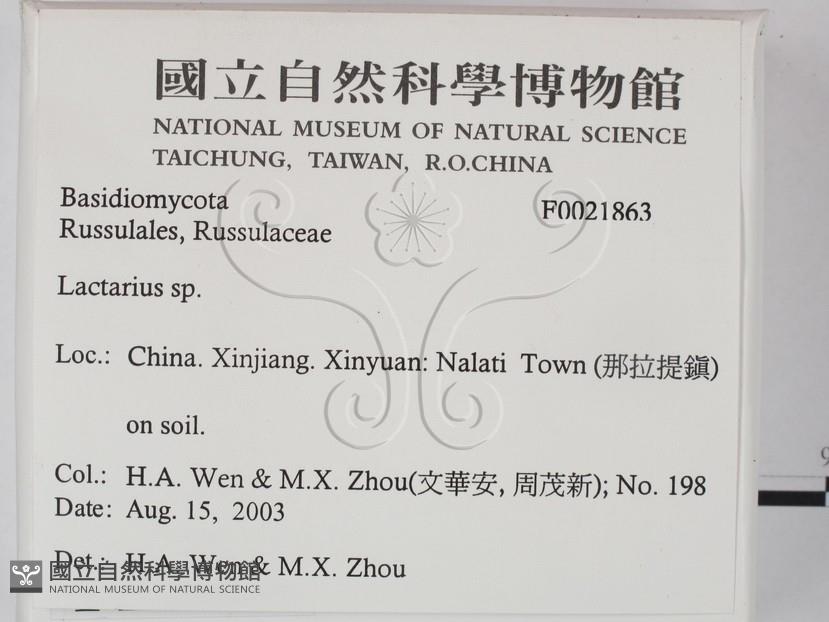 國立自然科學博物館
NATIONAL MUSEUM OF NATURAL SCIENCE
TAICHUNG, TAIWAN, R.O.CHINA
Basidiomycota F0021863
Russulales, Russulaceae
Lactarius sp.
Loc.: China. Xinjiang. Xinyuan: Nalati Town (那拉提鎮)
on soil.
Col.: H.A. Wen & M.X. Zhou(文華安, 周茂新); No. 198
Date: Aug. 15, 2003
Det.: H.A. Wen & M.X. Zhou
國立自然科學博物館
NATIONAL MUSEUM OF NATURAL SCIENCE